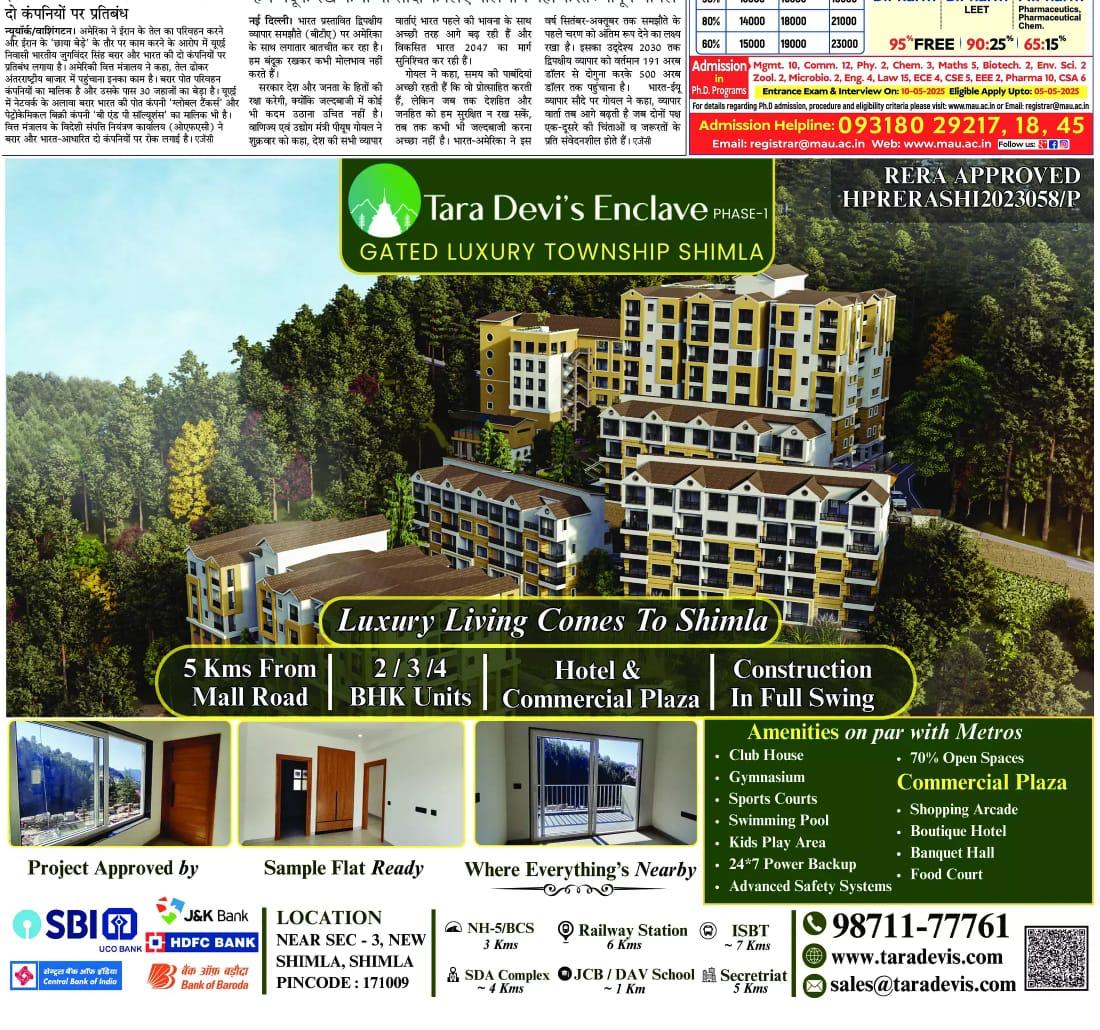 दो कंपनियों पर प्रतिबंध
न्यूयॉर्क/वाशिंगटन। अमेरिका ने ईरान के तेल का परिवहन करने
और ईरान के 'छाया बेड़े' के तौर पर काम करने के आरोप में यूएई
निवासी भारतीय जुगविंदर सिंह बरार और भारत की दो कंपनियों पर
प्रतिबंध लगाया है। अमेरिकी वित्त मंत्रालय ने कहा, तेल ढोकर
अंतरराष्ट्रीय बाजार में पहुंचाना इनका काम है। बरार पोत परिवहन
कंपनियों का मालिक है और उसके पास 30 जहाजों का बेड़ा है। यूएई
में नेटवर्क के अलावा बरार भारत की पोत कंपनी 'ग्लोबल टैंकर्स' और
पेट्रोकेमिकल बिक्री कंपनी 'बी एंड पी सॉल्यूशंस' का मालिक भी है।
वित्त मंत्रालय के विदेशी संपत्ति नियंत्रण कार्यालय (ओएफएसी) ने
बरार और भारत-आधारित दो कंपनियों पर रोक लगाई है। एजेंसी
नई दिल्ली। भारत प्रस्तावित द्विपक्षीय
व्यापार समझौते (बीटीए) पर अमेरिका
के साथ लगातार बातचीत कर रहा है।
हम बंदूक रखकर कभी मोलभाव नहीं
करते हैं।
सरकार देश और जनता के हितों की
रक्षा करेगी, क्योंकि जल्दबाजी में कोई
भी कदम उठाना उचित नहीं है।
वाणिज्य एवं उद्योग मंत्री पीयूष गोयल ने
शुक्रवार को कहा, देश की सभी व्यापार
वार्ताएं भारत पहले की भावना के साथ
अच्छी तरह आगे बढ़ रही हैं और
विकसित भारत 2047 का मार्ग
सुनिश्चित कर रही हैं।
गोयल ने कहा, समय की पाबंदियां
अच्छी रहती हैं कि वो प्रोत्साहित करती
हैं, लेकिन जब तक देशहित और
जनहित को हम सुरक्षित न रख सकें,
तब तक कभी भी जल्दबाजी करना
अच्छा नहीं है। भारत-अमेरिका ने इस
वर्ष सितंबर-अक्तूबर तक समझौते के
पहले चरण को अंतिम रूप देने का लक्ष्य
रखा है। इसका उद्देश्य 2030 तक
द्विपक्षीय व्यापार को वर्तमान 191 अरब
डॉलर से दोगुना करके 500 अरब
डॉलर तक पहुंचाना है। भारत-ईयू
व्यापार सौदे पर गोयल ने कहा, व्यापार
वार्ता तभी आगे बढ़ती है जब दोनों पक्ष
एक-दूसरे की चिंताओं व जरूरतों के
प्रति संवेदनशील होते हैं। एजेंसी
80% 14000 18000 21000
60% 15000 19000 23000
LEET
Pharmaceutics,
Pharmaceutical
Chem.
95%FREE 90:25% 65:15%
Admission
in
Ph.D. Programs
Mgmt. 10, Comm. 12, Phy. 2, Chem. 3, Maths 5, Biotech. 2, Env. Sci. 2
Zool. 2, Microbio. 2, Eng. 4, Law 15, ECE 4, CSE 5, EEE 2, Pharma 10, CSA 6
Entrance Exam & Interview On: 10-05-2025 Eligible Apply Upto: 05-05-2025
For details regarding Ph.D admission, procedure and eligibility criteria please visit: www.mau.ac.in or Email: registrar@mau.ac.in
Admission Helpline: 093180 29217, 18, 45
Email: registrar@mau.ac.in Web: www.mau.ac.in Follow us:
Tara Devi's Enclave PHASE-1
GATED LUXURY TOWNSHIP SHIMLA
RERA APPROVED
HPRERASHI2023058/P
Luxury Living Comes To Shimla
5 Kms From
Mall Road
2 / 3 /4
BHK Units
Hotel &
Commercial Plaza
Construction
In Full Swing
Project Approved by
Sample Flat Ready
Where Everything's Nearby
Amenities on par with Metros
• Club House
• Gymnasium
• Sports Courts
• Swimming Pool
• Kids Play Area
• 24*7 Power Backup
• Advanced Safety Systems
• 70% Open Spaces
Commercial Plaza
• Shopping Arcade
• Boutique Hotel
• Banquet Hall
• Food Court
SBI
UCO BANK
J&K Bank
HDFC BANK
सेन्ट्रल बैंक ऑफ इंडिया
Central Bank of India
बैंक ऑफ़ बड़ौदा
Bank of Baroda
LOCATION
NEAR SEC - 3, NEW
SHIMLA, SHIMLA
PINCODE : 171009
NH-5/BCS
3 Kms
Railway Station
6 Kms
ISBT
~ 7 Kms
SDA Complex
~ 4 Kms
JCB / DAV School
~ 1 Km
Secretriat
5 Kms
98711-77761
www.taradevis.com
sales@taradevis.com